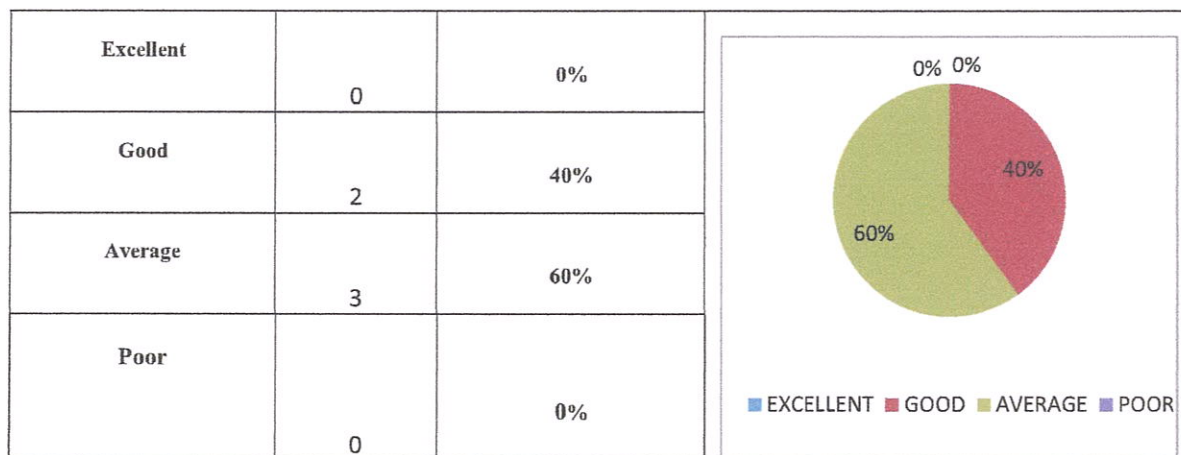 Excellent 0 0%
Good 2 40%
Average 3 60%
Poor 0 0%
0% 0%
40%
60%
EXCELLENT GOOD AVERAGE POOR